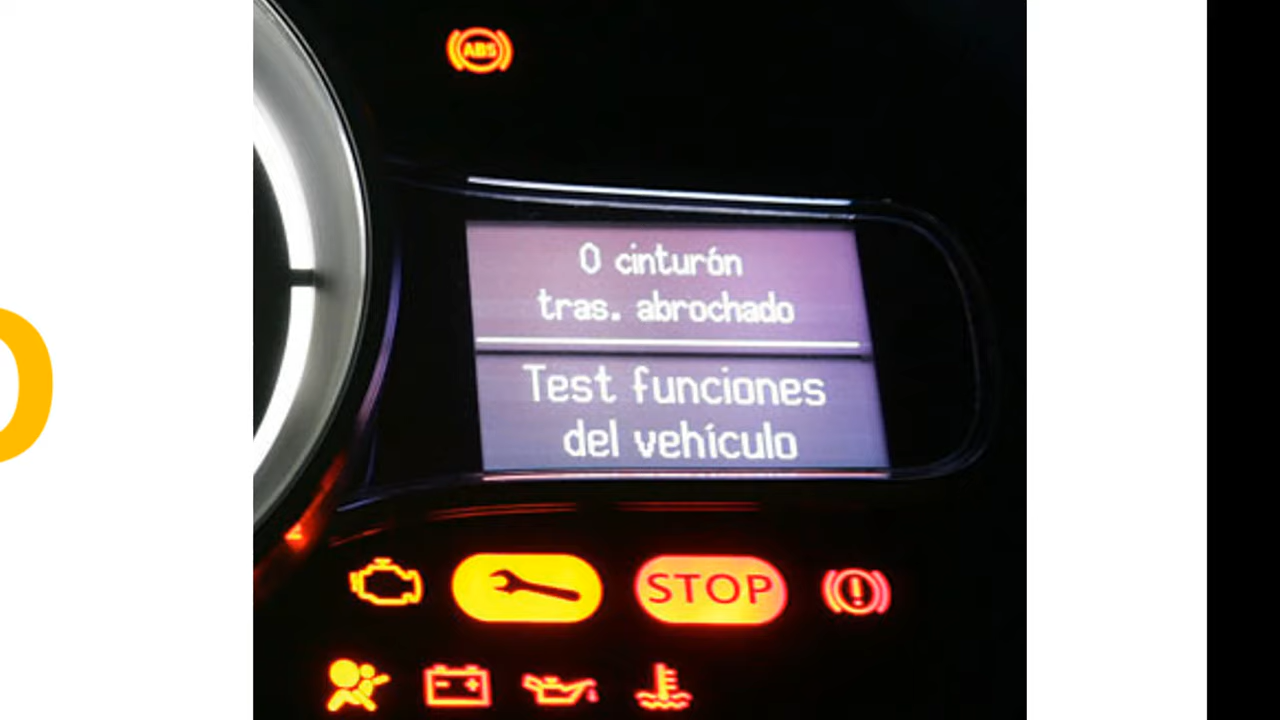 ABS
0 cinturón
tras. abrochado
Test funciones
del vehículo
STOP